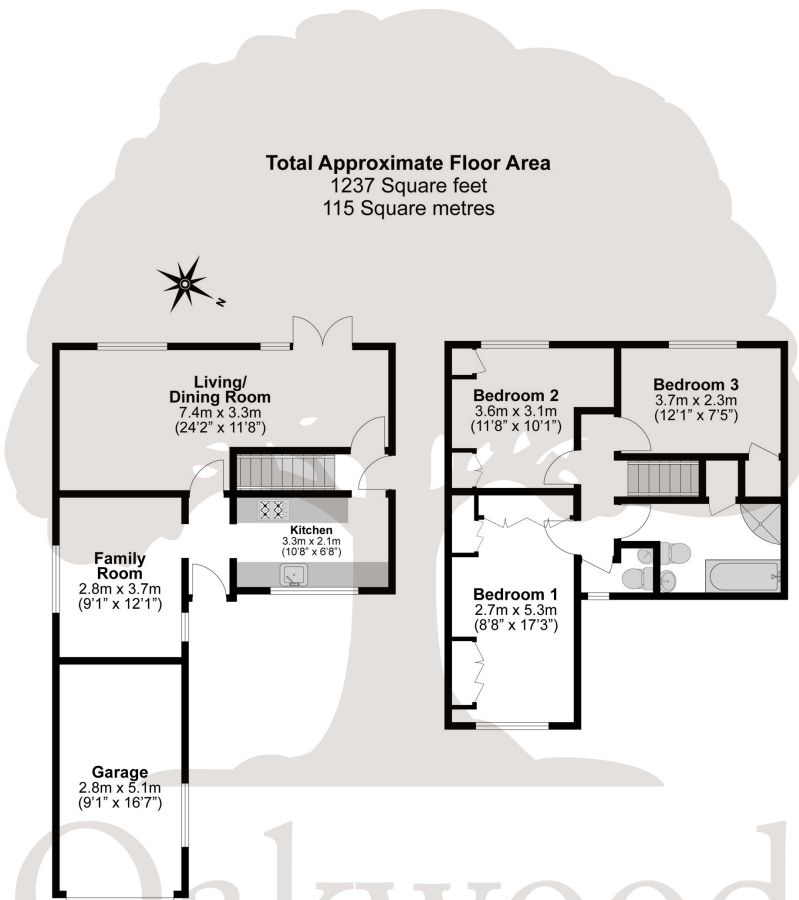 Total Approximate Floor Area
1237 Square feet
115 Square metres
N
Living/
Dining Room
7.4m x 3.3m
(24'2" x 11'8")
Kitchen
3.3m x 2.1m
(10'8" x 6'8")
Family
Room
2.8m x 3.7m
(9'1" x 12'1")
Garage
2.8m x 5.1m
(9'1" x 16'7")
Bedroom 2
3.6m x 3.1m
(11'8" x 10'1")
Bedroom 3
3.7m x 2.3m
(12'1" x 7'5")
Bedroom 1
2.7m x 5.3m
(8'8" x 17'3")
Oakwood